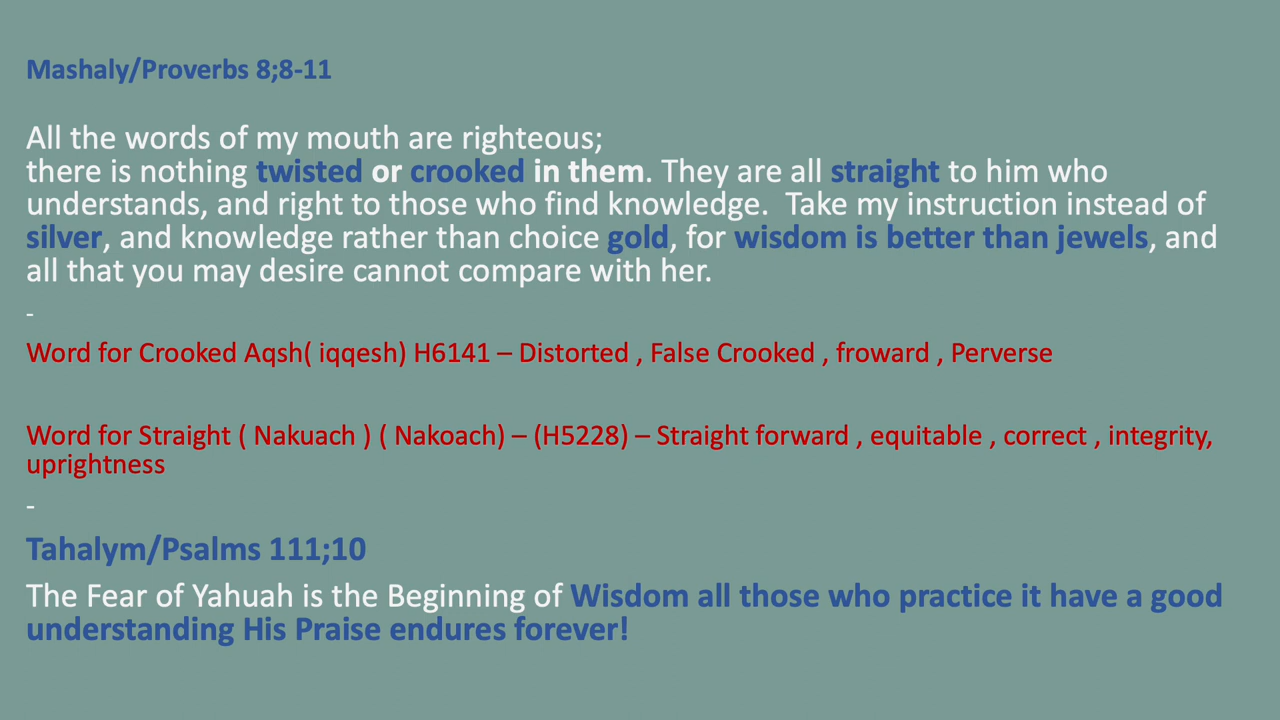 Mashaly/Proverbs 8;8-11
All the words of my mouth are righteous;
there is nothing twisted or crooked in them. They are all straight to him who
understands, and right to those who find knowledge.  Take my instruction instead of
silver, and knowledge rather than choice gold, for wisdom is better than jewels, and
all that you may desire cannot compare with her.
-
Word for Crooked Aqsh( iqqesh) H6141 – Distorted , False Crooked , froward , Perverse
Word for Straight ( Nakuach ) ( Nakoach) – (H5228) – Straight forward , equitable , correct , integrity,
uprightness
-
Tahalym/Psalms 111;10
The Fear of Yahuah is the Beginning of Wisdom all those who practice it have a good
understanding His Praise endures forever!